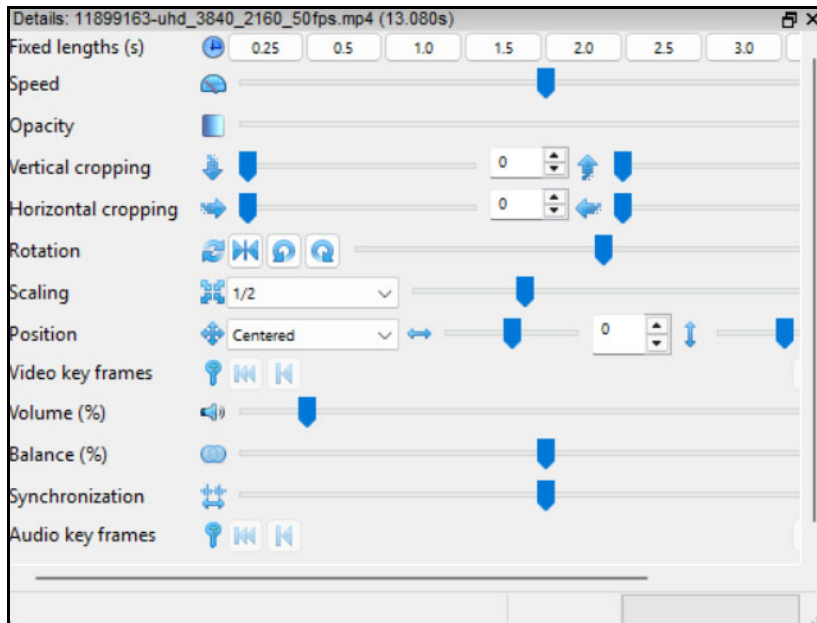 Details: 11899163-uhd_3840_2160_50fps.mp4 (13.080s)
Fixed lengths (s) 0.25 0.5 1.0 1.5 2.0 2.5 3.0
Speed
Opacity
Vertical cropping 0
Horizontal cropping 0
Rotation
Scaling 1/2
Position Centered 0
Video key frames
Volume (%)
Balance (%)
Synchronization
Audio key frames